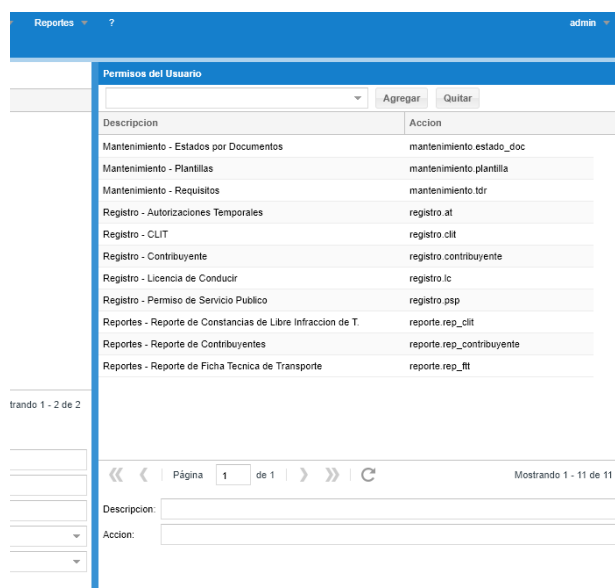 Reportes ?
admin
Permisos del Usuario
Agregar Quitar
Descripcion Accion
Mantenimiento - Estados por Documentos mantenimiento.estado_doc
Mantenimiento - Plantillas mantenimiento.plantilla
Mantenimiento - Requisitos mantenimiento.tdr
Registro - Autorizaciones Temporales registro.at
Registro - CLIT registro.clit
Registro - Contribuyente registro.contribuyente
Registro - Licencia de Conducir registro.lc
Registro - Permiso de Servicio Publico registro.psp
Reportes - Reporte de Constancias de Libre Infraccion de T. reporte.rep_clit
Reportes - Reporte de Contribuyentes reporte.rep_contribuyente
Reportes - Reporte de Ficha Tecnica de Transporte reporte.rep_ftt
trando 1 - 2 de 2
Página 1 de 1 Mostrando 1 - 11 de 11
Descripcion:
Accion: